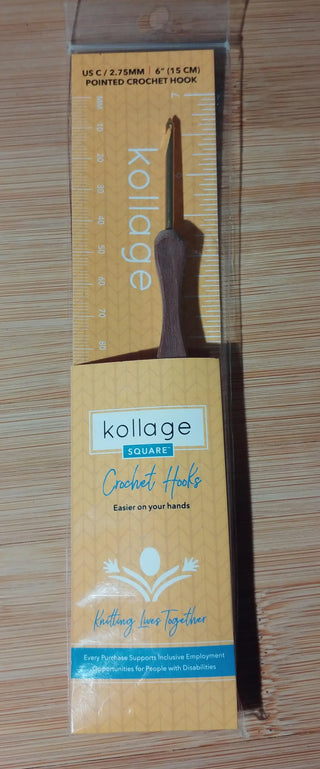 US C / 2.75MM | 6" (15 CM)
POINTED CROCHET HOOK
MM
10
20
30
40
50
60
70
80
kollage
kollage
SQUARE™
Crochet Hooks
Easier on your hands
Knitting Lives Together
Every Purchase Supports Inclusive Employment
Opportunities for People with Disabilities